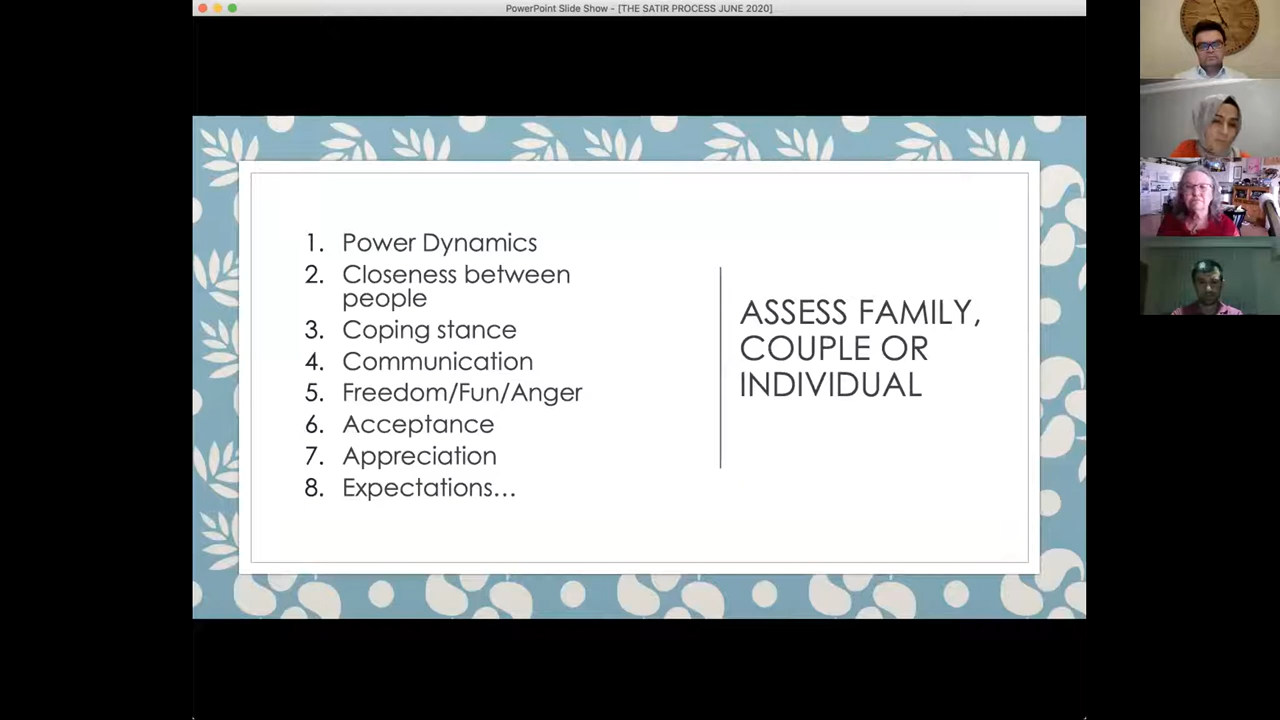 PowerPoint Slide Show - [THE SATIR PROCESS JUNE 2020]
1. Power Dynamics
2. Closeness between
people
3. Coping stance
4. Communication
5. Freedom/Fun/Anger
6. Acceptance
7. Appreciation
8. Expectations…
ASSESS FAMILY,
COUPLE OR
INDIVIDUAL